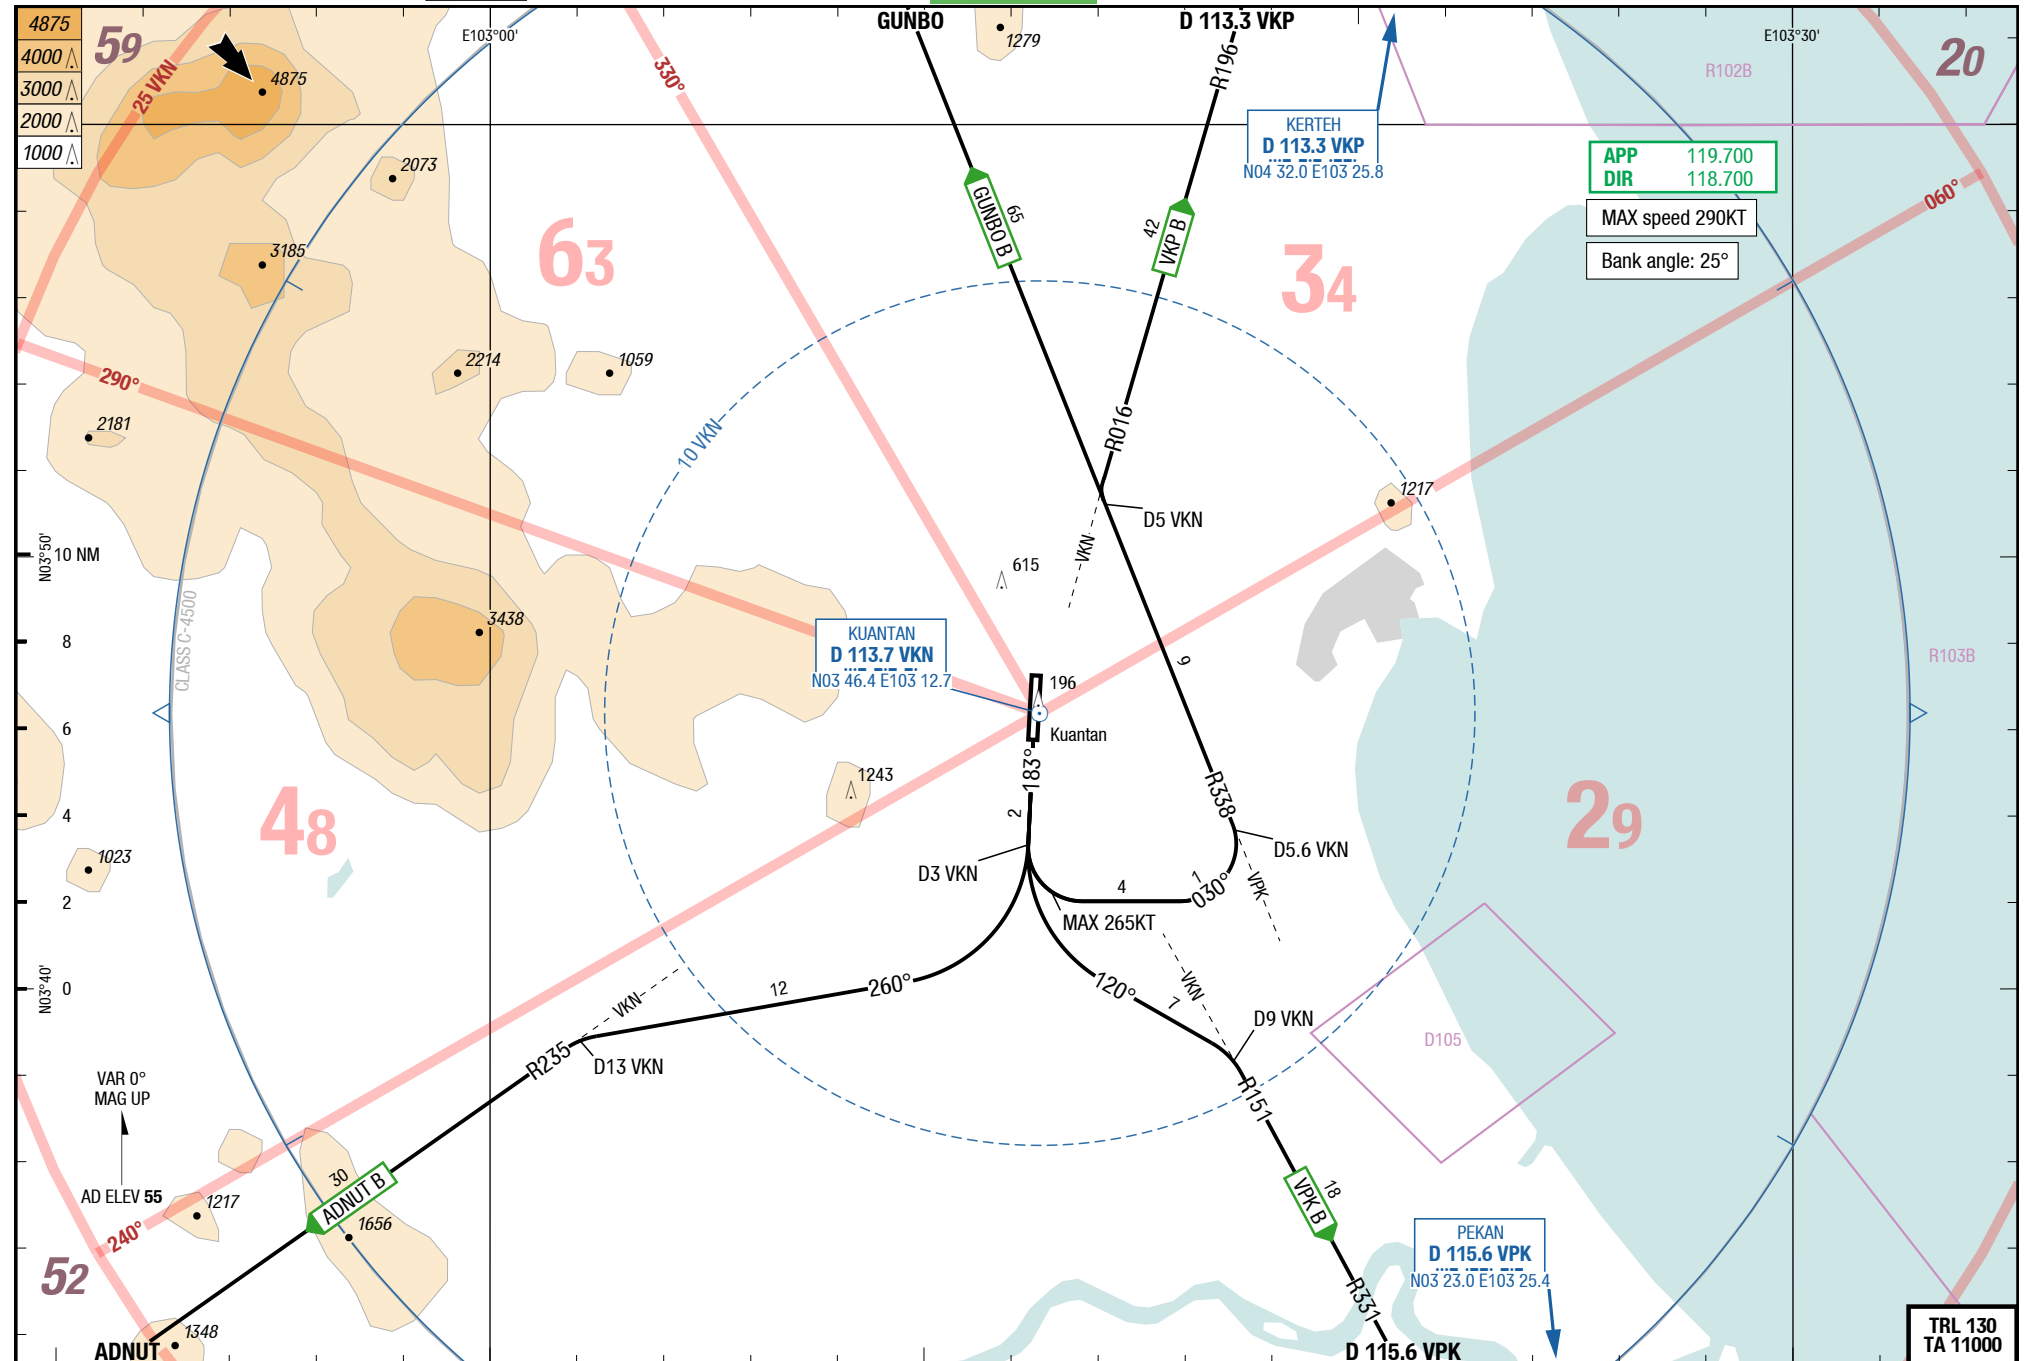 GUNBO
D 113.3 VKP
4875
4000
3000
2000
1000
59
25 VKN
4875
E103°00'
330°
1279
R196
E103°30'
R102B
20
KERTEH
D 113.3 VKP
N04 32.0 E103 25.8
APP 119.700
DIR 118.700
MAX speed 290KT
Bank angle: 25°
060°
2073
3185
63
GUNBO B
65
42
VKP B
34
290°
2214
1059
2181
10 VKN
R016
1217
D5 VKN
VKN
615
N03°50'
10 NM
8
6
4
2
0
N03°40'
CLASS C-4500
3438
KUANTAN
D 113.7 VKN
N03 46.4 E103 12.7
196
Kuantan
9
R103B
183°
2
R338
1243
48
29
1023
D3 VKN
D5.6 VKN
4
1
030°
VPK
MAX 265KT
12
260°
120°
7
VKN
VKN
D9 VKN
D105
R235
D13 VKN
R151
VAR 0°
MAG UP
AD ELEV 55
30
ADNUT B
1656
1217
240°
52
18
VPK B
PEKAN
D 115.6 VPK
N03 23.0 E103 25.4
R331
1348
ADNUT
D 115.6 VPK
TRL 130
TA 11000